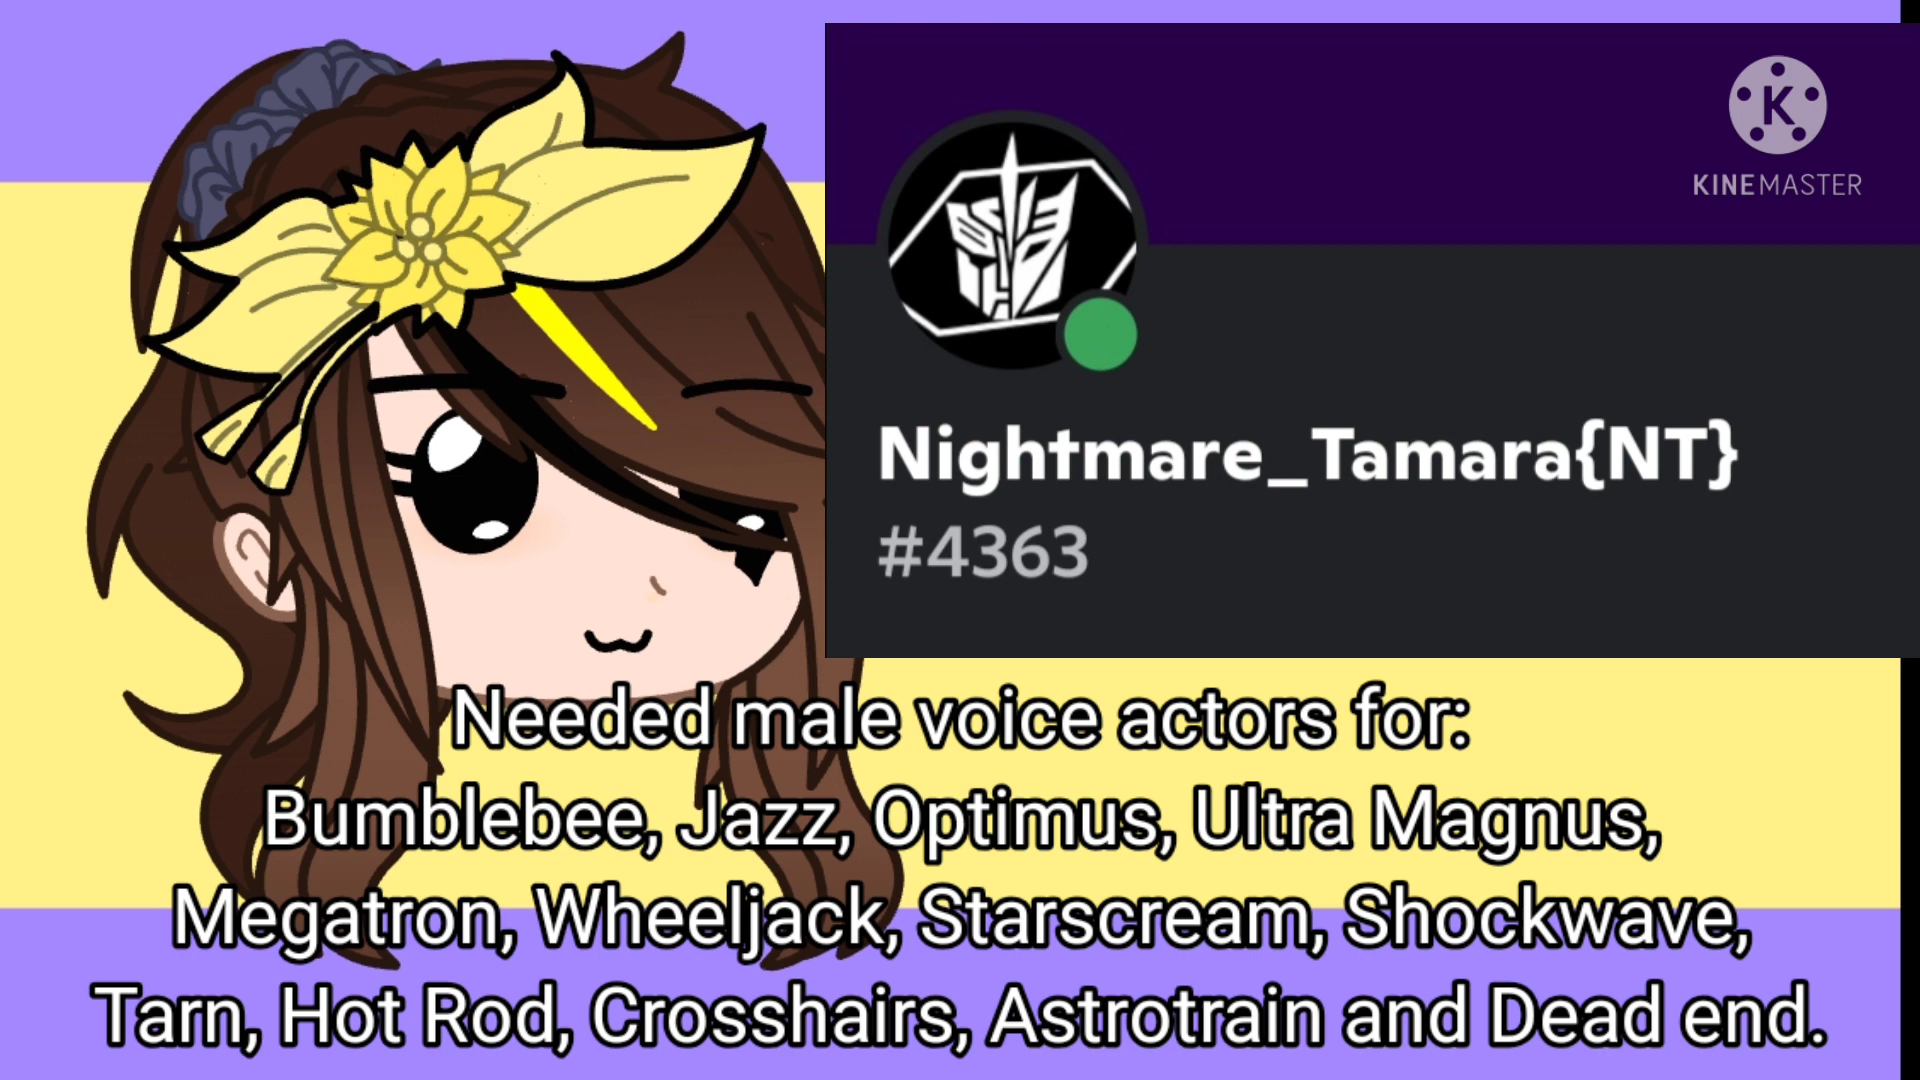 K
KINEMASTER
Nightmare_Tamara{NT}
#4363
Needed male voice actors for:
Bumblebee, Jazz, Optimus, Ultra Magnus,
Megatron, Wheeljack, Starscream, Shockwave,
Tarn, Hot Rod, Crosshairs, Astrotrain and Dead end.